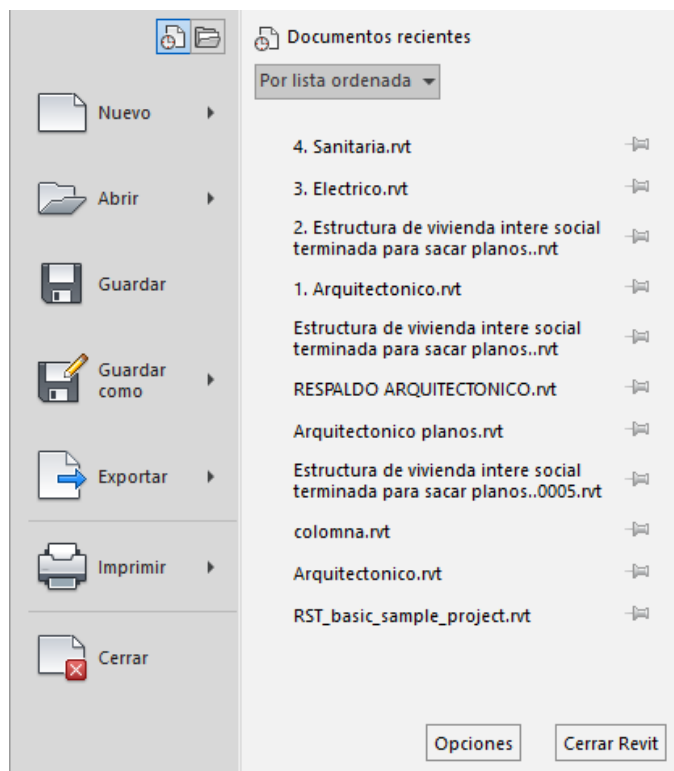 Documentos recientes
Por lista ordenada
Nuevo
Abrir
Guardar
Guardar
como
Exportar
Imprimir
Cerrar
4. Sanitaria.rvt
3. Electrico.rvt
2. Estructura de vivienda intere social
terminada para sacar planos..rvt
1. Arquitectonico.rvt
Estructura de vivienda intere social
terminada para sacar planos..rvt
RESPALDO ARQUITECTONICO.rvt
Arquitectonico planos.rvt
Estructura de vivienda intere social
terminada para sacar planos..0005.rvt
colomna.rvt
Arquitectonico.rvt
RST_basic_sample_project.rvt
Opciones
Cerrar Revit